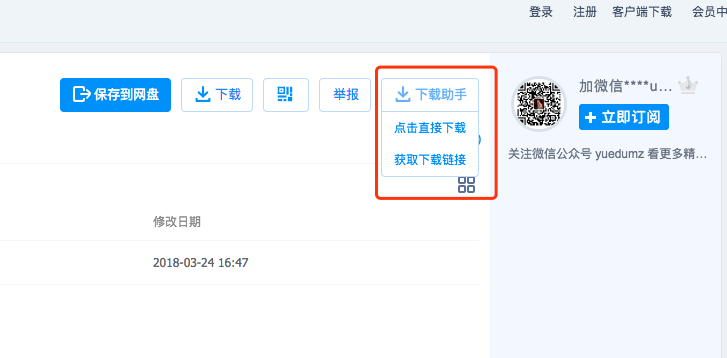 登录 注册 客户端下载 会员中
保存到网盘 下载 举报 下载助手
点击直接下载
获取下载链接
加微信****u...
立即订阅
关注微信公众号 yuedumz 看更多精...
修改日期
2018-03-24 16:47